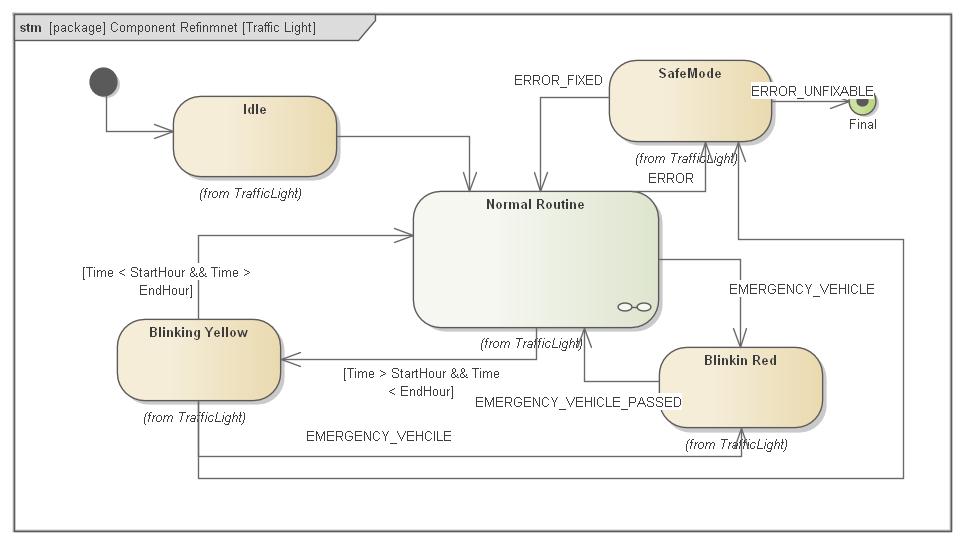 stm [package] Component Refinmnet [Traffic Light]
SafeMode
ERROR_FIXED
ERROR_UNFIXABLE
Idle
Final
(from TrafficLight)
ERROR
(from TrafficLight)
Normal Routine
[Time < StartHour && Time >
EndHour]
EMERGENCY_VEHICLE
Blinking Yellow
(from TrafficLight)
Blinkin Red
[Time > StartHour && Time
< EndHour]
EMERGENCY_VEHICLE_PASSED
(from TrafficLight)
EMERGENCY_VEHCILE
(from TrafficLight)